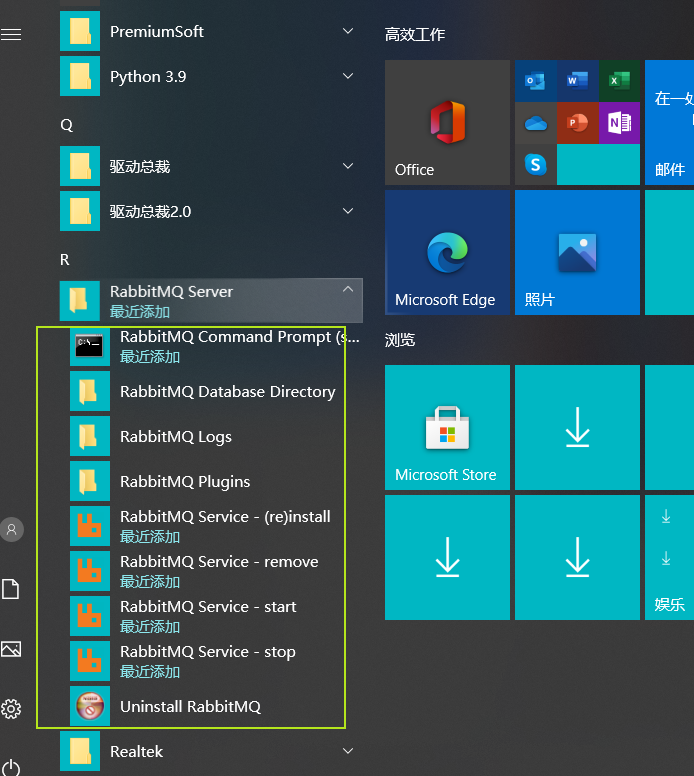 PremiumSoft
Python 3.9
Q
驱动总裁
驱动总裁2.0
R
RabbitMQ Server
最近添加
RabbitMQ Command Prompt (s...
最近添加
RabbitMQ Database Directory
RabbitMQ Logs
RabbitMQ Plugins
RabbitMQ Service - (re)install
最近添加
RabbitMQ Service - remove
最近添加
RabbitMQ Service - start
最近添加
RabbitMQ Service - stop
最近添加
Uninstall RabbitMQ
Realtek
高效工作
Office
在一处
邮件
Microsoft Edge
照片
浏览
Microsoft Store
娱乐